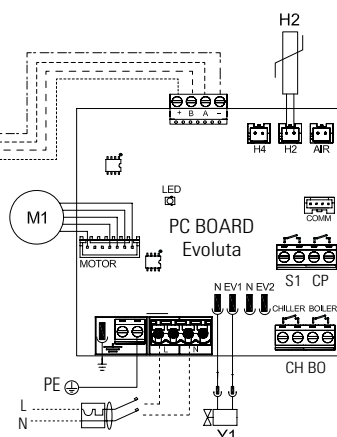 H2
+ B A -
H4 H2 AIR
LED
COMM
M1
PC BOARD
Evoluta
MOTOR
S1 CP
N EV1 N EV2
CHILLER BOILER
L N
CH BO
PE
L
N
Y1